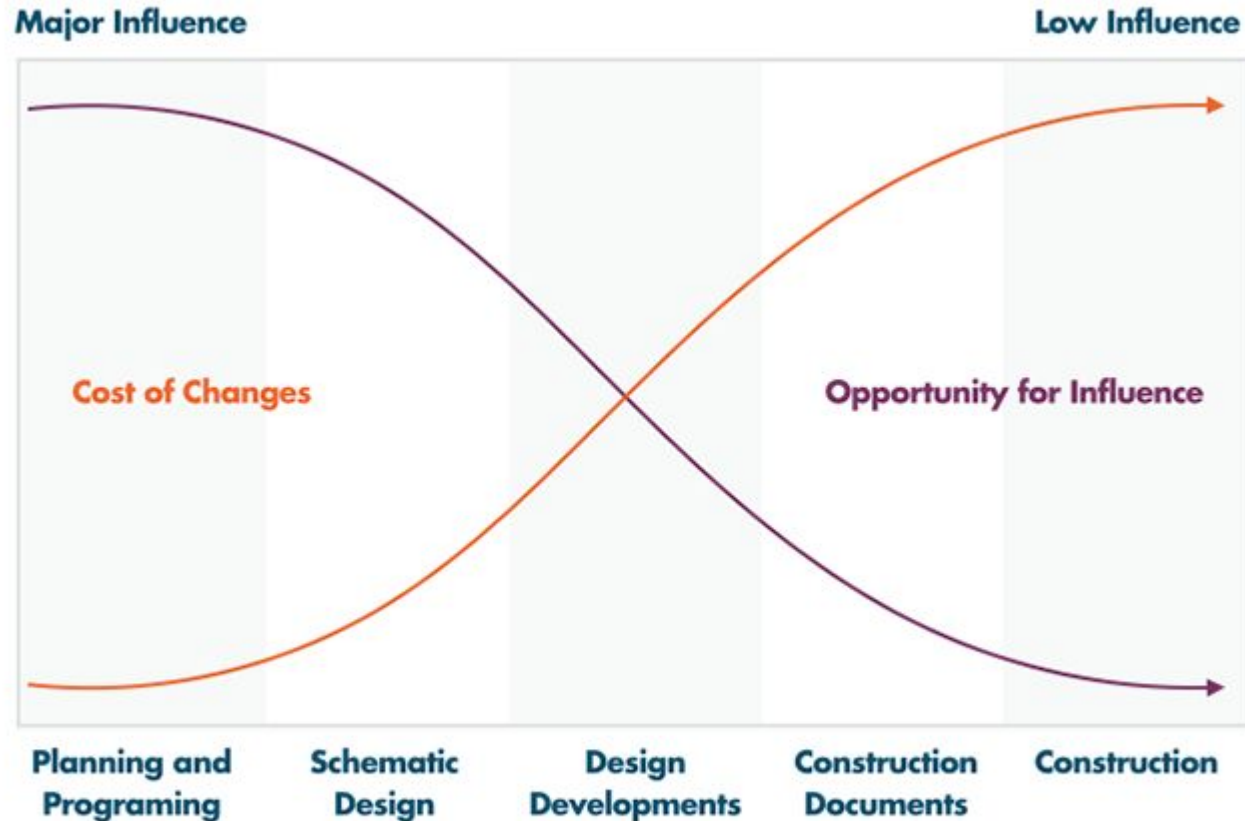 Major Influence
Low Influence
Cost of Changes
Opportunity for Influence
Planning and
Programing
Schematic
Design
Design
Developments
Construction
Documents
Construction